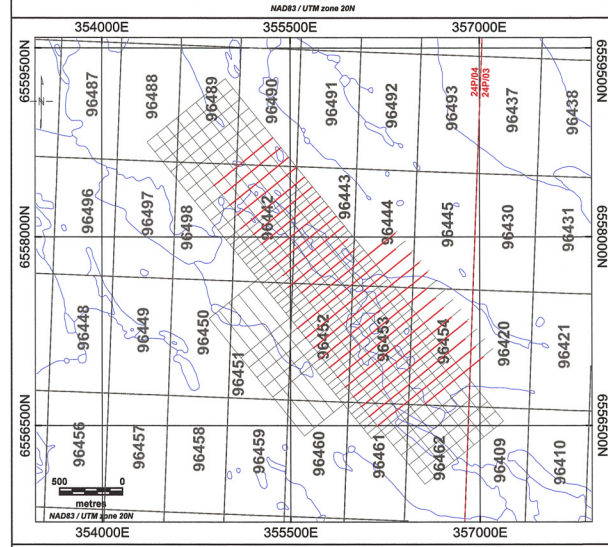 NAD83 / UTM zone 20N
354000E 355500E 357000E
6559500N 6559500N
24P/04
24P/03
N
96487 96488 96489 96490 96491 96492 96493 96437 96438
96496 96497 96498 96442 96443 96444 96445 96430 96431
6558000N 6558000N
96448 96449 96450 96451 96452 96453 96454 96420 96421
6556500N 6556500N
96456 96457 96458 96459 96460 96461 96462 96409 96410
500 0
metres
NAD83 / UTM zone 20N
354000E 355500E 357000E